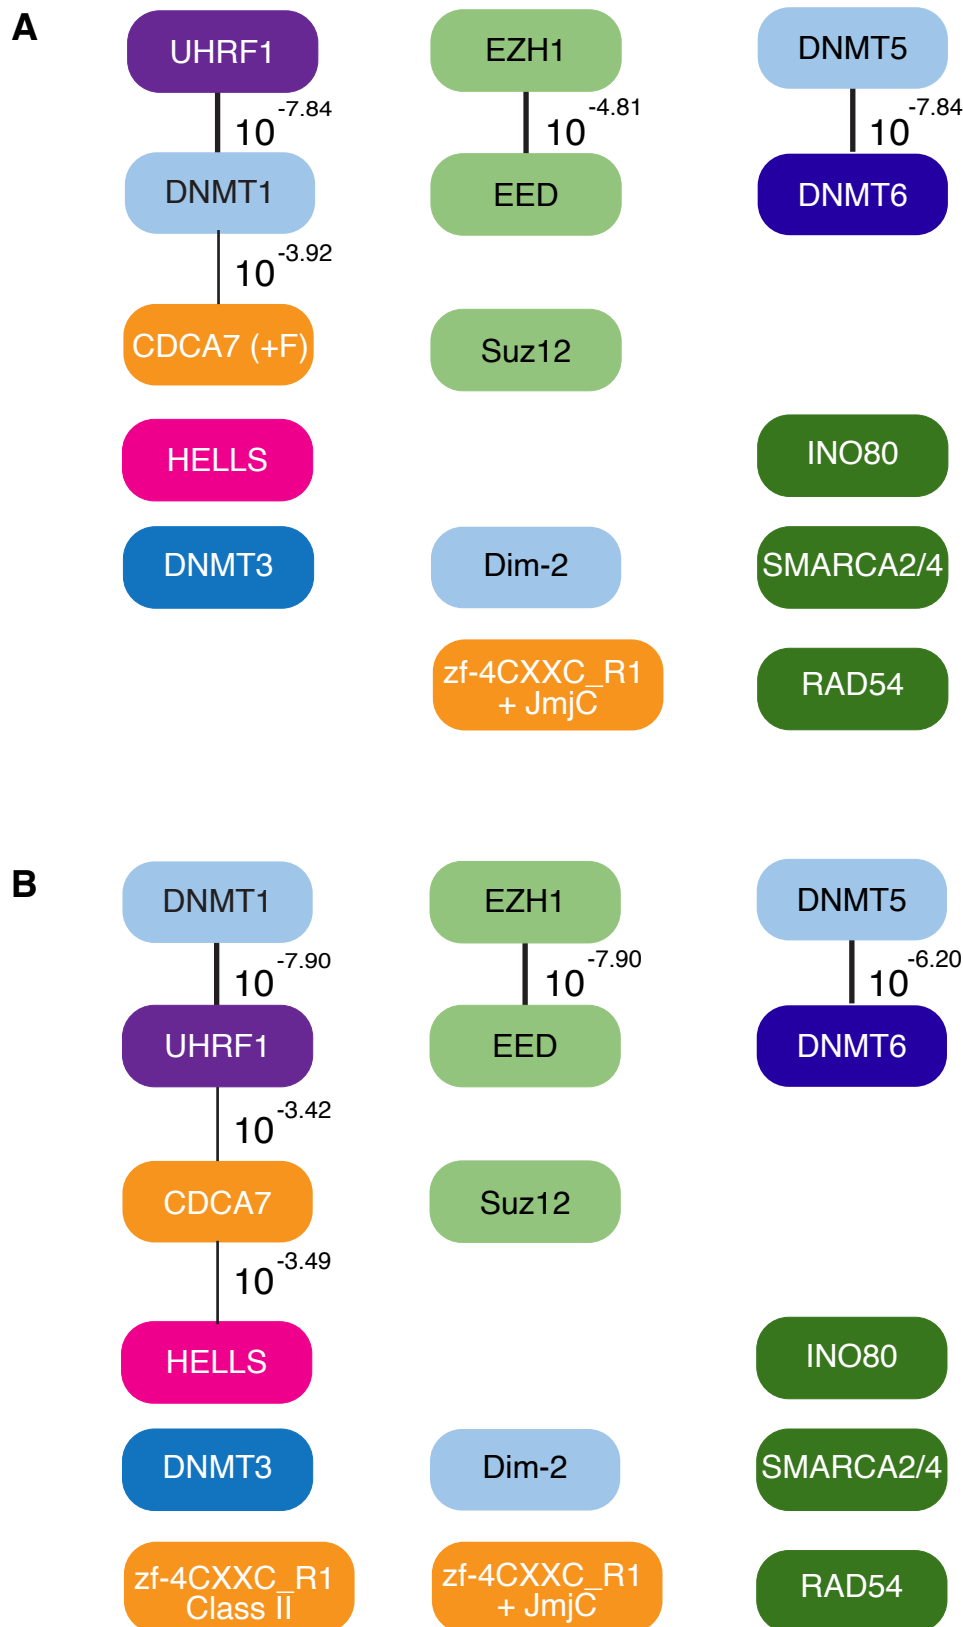 A
UHRF1
EZH1
DNMT5
10-7.84
10-4.81
10-7.84
DNMT1
EED
DNMT6
10-3.92
CDCA7 (+F)
Suz12
HELLS
INO80
DNMT3
Dim-2
SMARCA2/4
zf-4CXXC_R1
+ JmjC
RAD54
B
DNMT1
EZH1
DNMT5
10-7.90
10-7.90
10-6.20
UHRF1
EED
DNMT6
10-3.42
CDCA7
Suz12
10-3.49
HELLS
INO80
DNMT3
Dim-2
SMARCA2/4
zf-4CXXC_R1
Class II
zf-4CXXC_R1
+ JmjC
RAD54